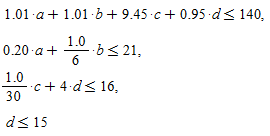 1.01·a + 1.01·b + 9.45·c + 0.95·d ≤ 140,
0.20·a + 1.0/6·b ≤ 21,
1.0/30·c + 4·d ≤ 16,
d ≤ 15